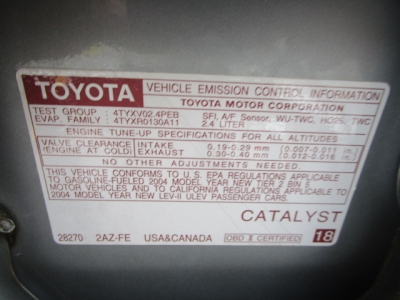 TOYOTA VEHICLE EMISSION CONTROL INFORMATION
TOYOTA MOTOR CORPORATION
TEST GROUP : 4TYXV02.4PEB SFI, A/F Sensor, WU-TWC, HO2S, TWC
EVAP. FAMILY : 4TYXR0130A11 2.4 LITER
ENGINE TUNE-UP SPECIFICATIONS FOR ALL ALTITUDES
VALVE CLEARANCE INTAKE 0.19-0.29 mm (0.007-0.011 in)
(ENGINE AT COLD) EXHAUST 0.30-0.40 mm (0.012-0.016 in)
NO OTHER ADJUSTMENTS NEEDED
THIS VEHICLE CONFORMS TO U.S. EPA REGULATIONS APPLICABLE
TO GASOLINE-FUELED 2004 MODEL YEAR NEW TIER 2 BIN 5
MOTOR VEHICLES AND TO CALIFORNIA REGULATIONS APPLICABLE TO
2004 MODEL YEAR NEW LEV-II ULEV PASSENGER CARS.
CATALYST
28270 2AZ-FE USA&CANADA OBD II CERTIFIED 18